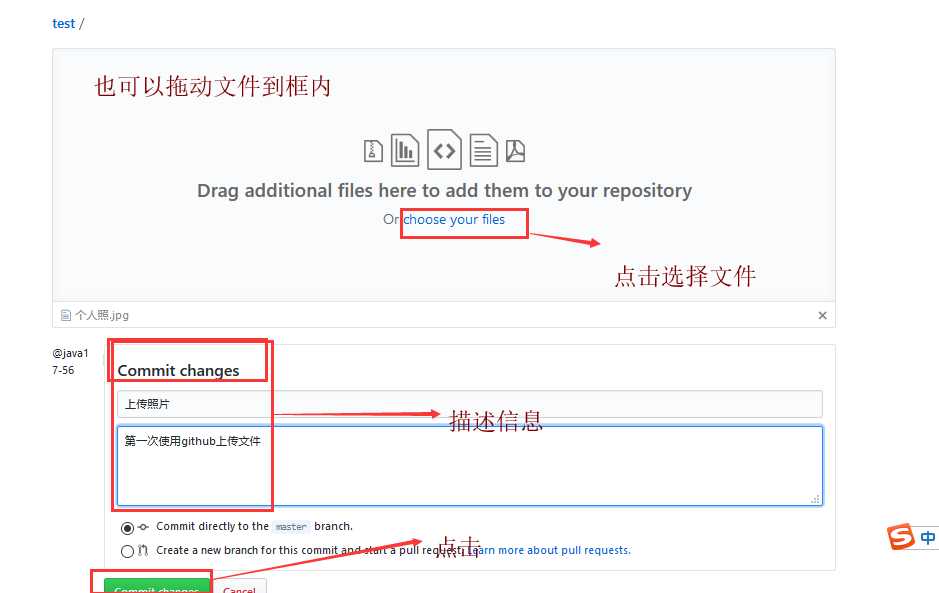 test /
也可以拖动文件到框内
Drag additional files here to add them to your repository
Or choose your files
点击选择文件
个人照.jpg
@java1
7-56
Commit changes
上传照片
描述信息
第一次使用github上传文件
Commit directly to the master branch.
点击
Create a new branch for this commit and start a pull request. Learn more about pull requests.
Commit changes
Cancel
S 中